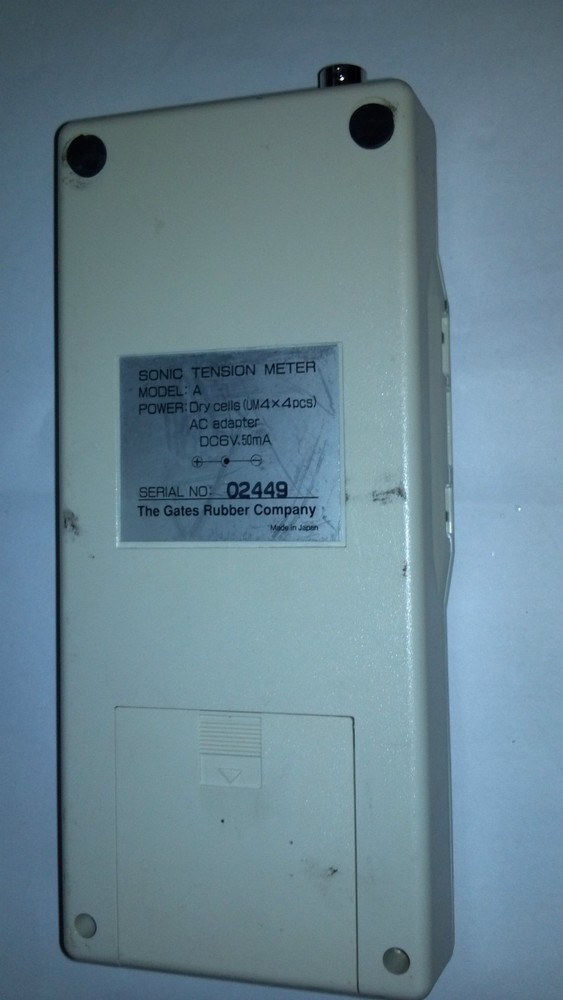 SONIC TENSION METER
MODEL: A
POWER: Dry cells (UM4×4pcs)
AC adapter
DC6V.50mA
SERIAL NO: 02449
The Gates Rubber Company
Made in Japan